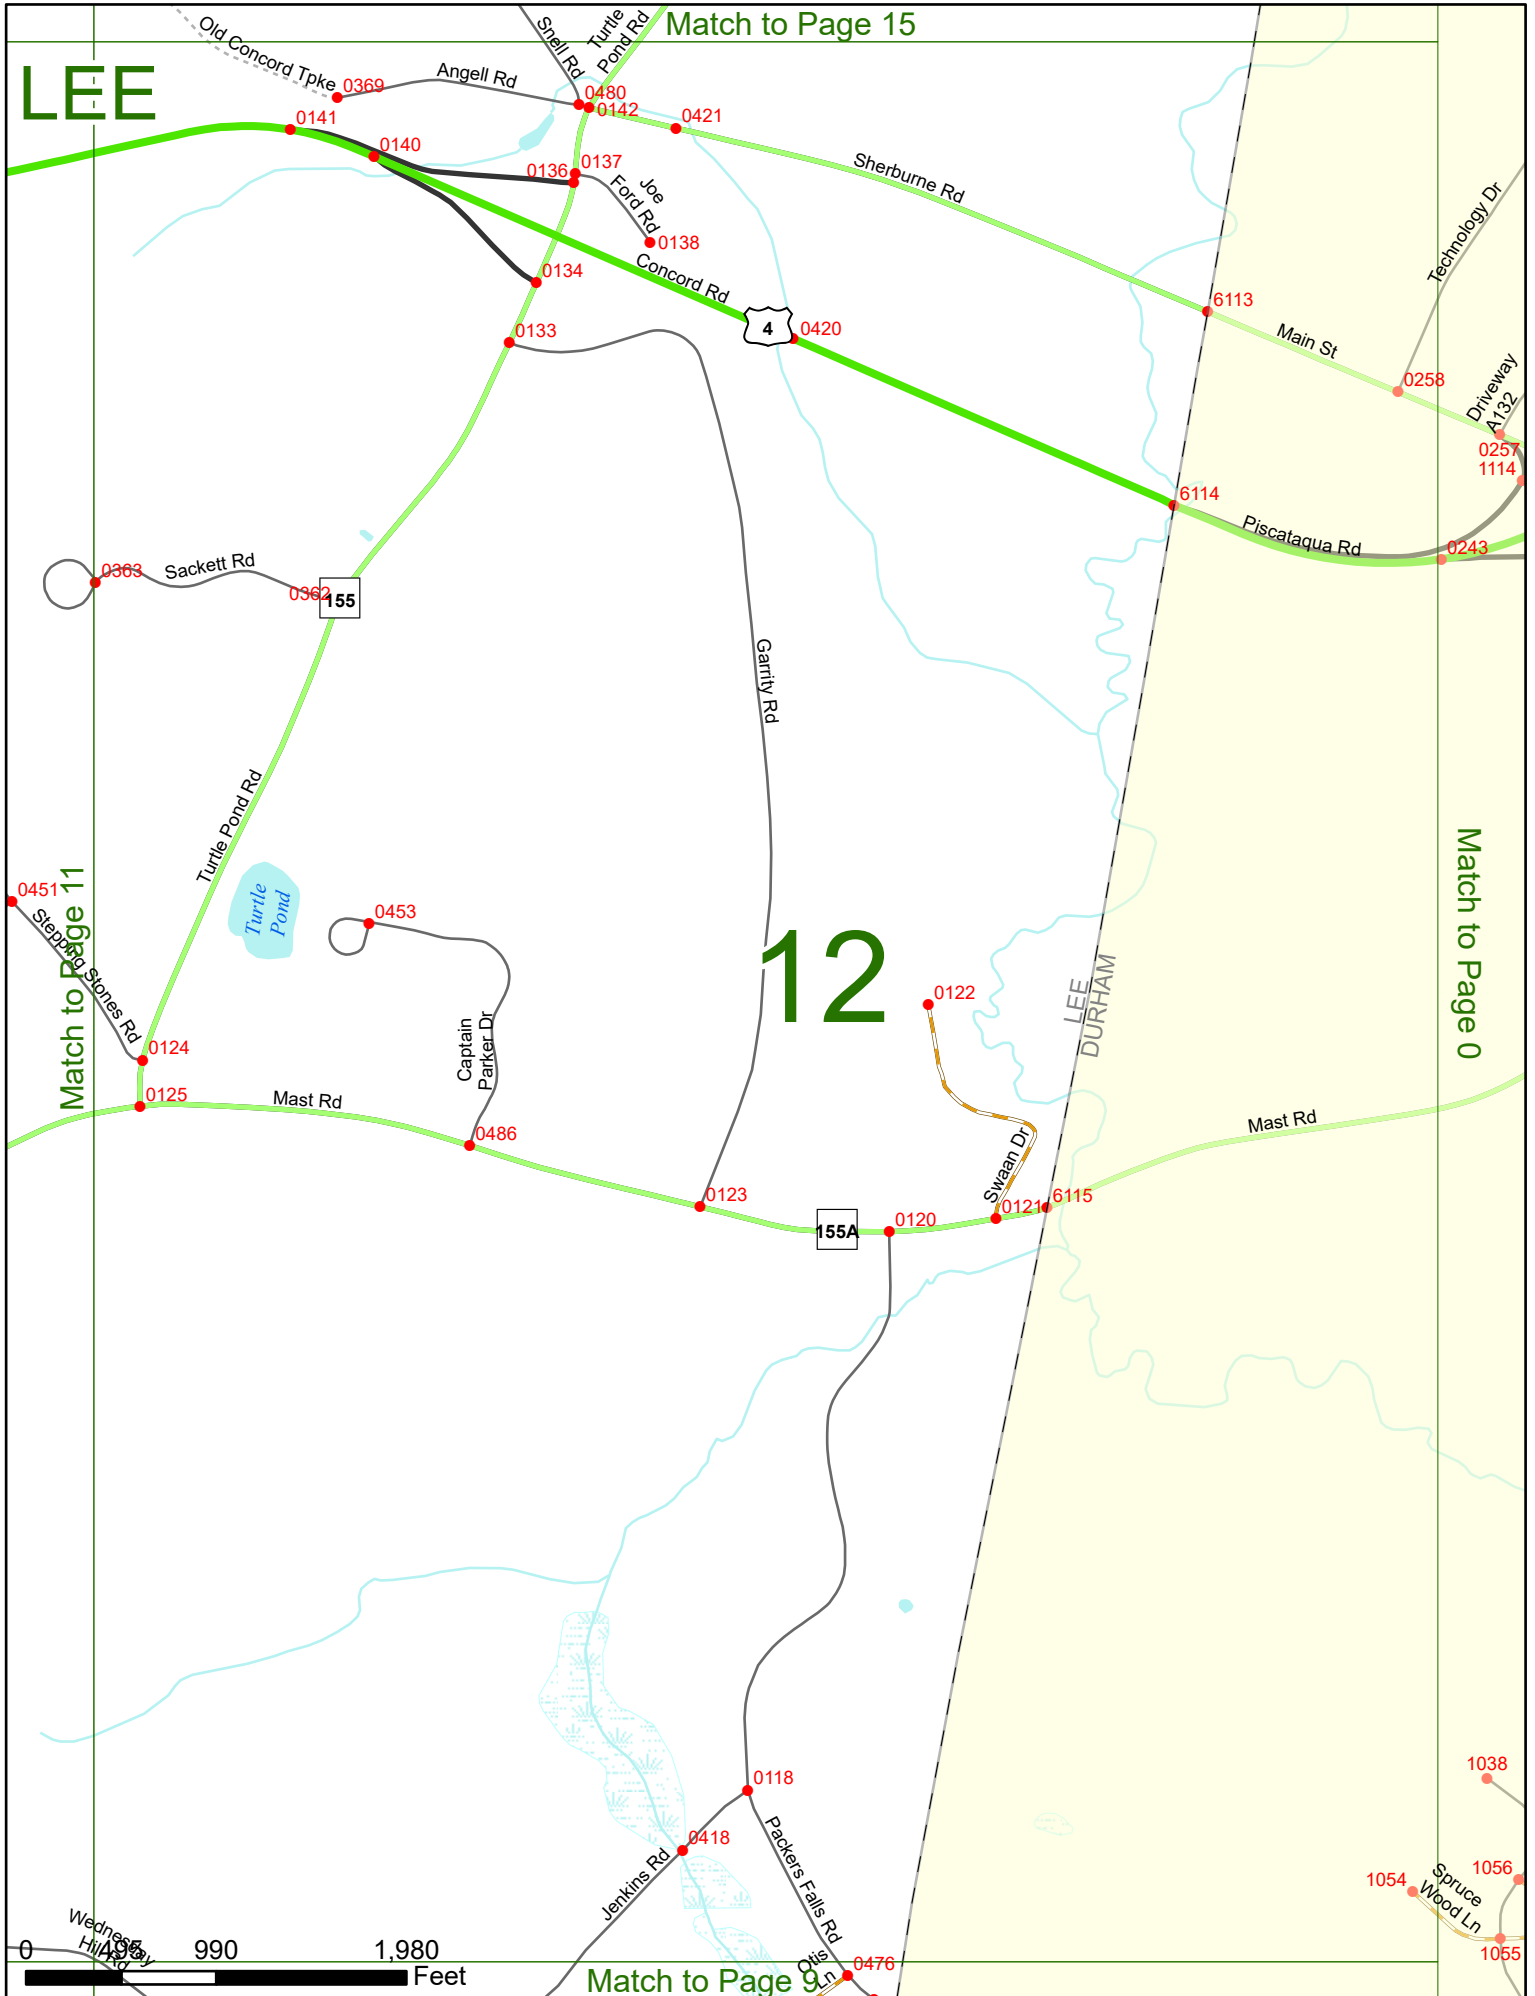 Match to Page 15
LEE
Old Concord Tpke
0369
Angell Rd
Snell Rd
Turtle
Pond Rd
0480
0142
0421
0141
0140
0136
0137
Joe
Ford Rd
0138
Sherburne Rd
Technology Dr
0134
Concord Rd
4
0420
0133
6113
Main St
0258
Driveway
A132
0257
1114
6114
Piscataqua Rd
0243
0363
Sackett Rd
0362
155
Garrity Rd
Turtle Pond Rd
Turtle
Pond
0451
Stepping Stones Rd
Match to Page 11
0453
Captain
Parker Dr
12
0122
LEE
DURHAM
Match to Page 0
0124
0125
Mast Rd
0486
0123
155A
0120
Swaan Dr
0121
6115
Mast Rd
0118
0418
Jenkins Rd
Packers Falls Rd
1038
1054
Spruce
Wood Ln
1056
1055
Wednesday
Hill Rd
0 495 990 1,980
Feet
Match to Page 9
Otis
Ln
0476